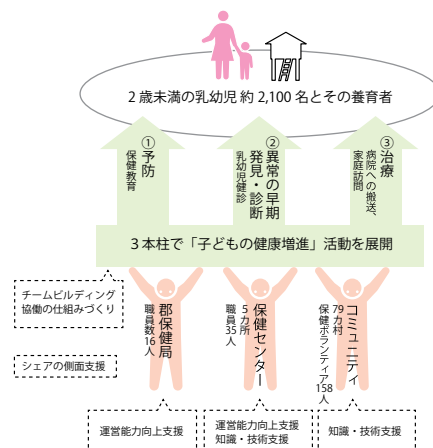 2歳未満の乳幼児 約2,100名とその養育者
①予防
保健教育
②異常の早期
発見・診断
乳幼児健診
③治療
病院への搬送、
家庭訪問
3本柱で「子どもの健康増進」活動を展開
チームビルディング
協働の仕組みづくり
シェアの側面支援
郡保健局
職員数16人
保健センター
5カ所
職員35人
コミュニティ
79カ村
保健ボランティア158人
運営能力向上支援
運営能力向上支援
知識・技術支援
知識・技術支援